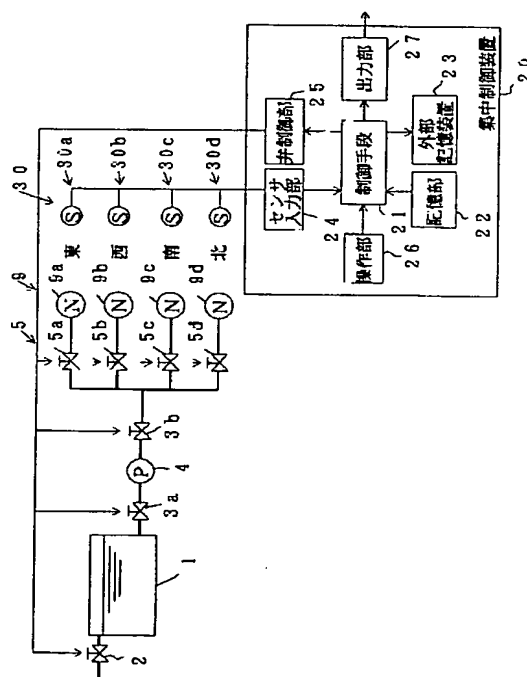 30
30a
30b
30c
30d
S
S
S
S
東
西
南
北
9
5
9a
9b
9c
9d
N
N
N
N
5a
5b
5c
5d
3b
P
4
3a
1
2
弁制御部
25
センサ
入力部
24
出力部
27
制御手段
21
操作部
26
外部
記憶装置
23
記憶部
22
集中制御装置
20